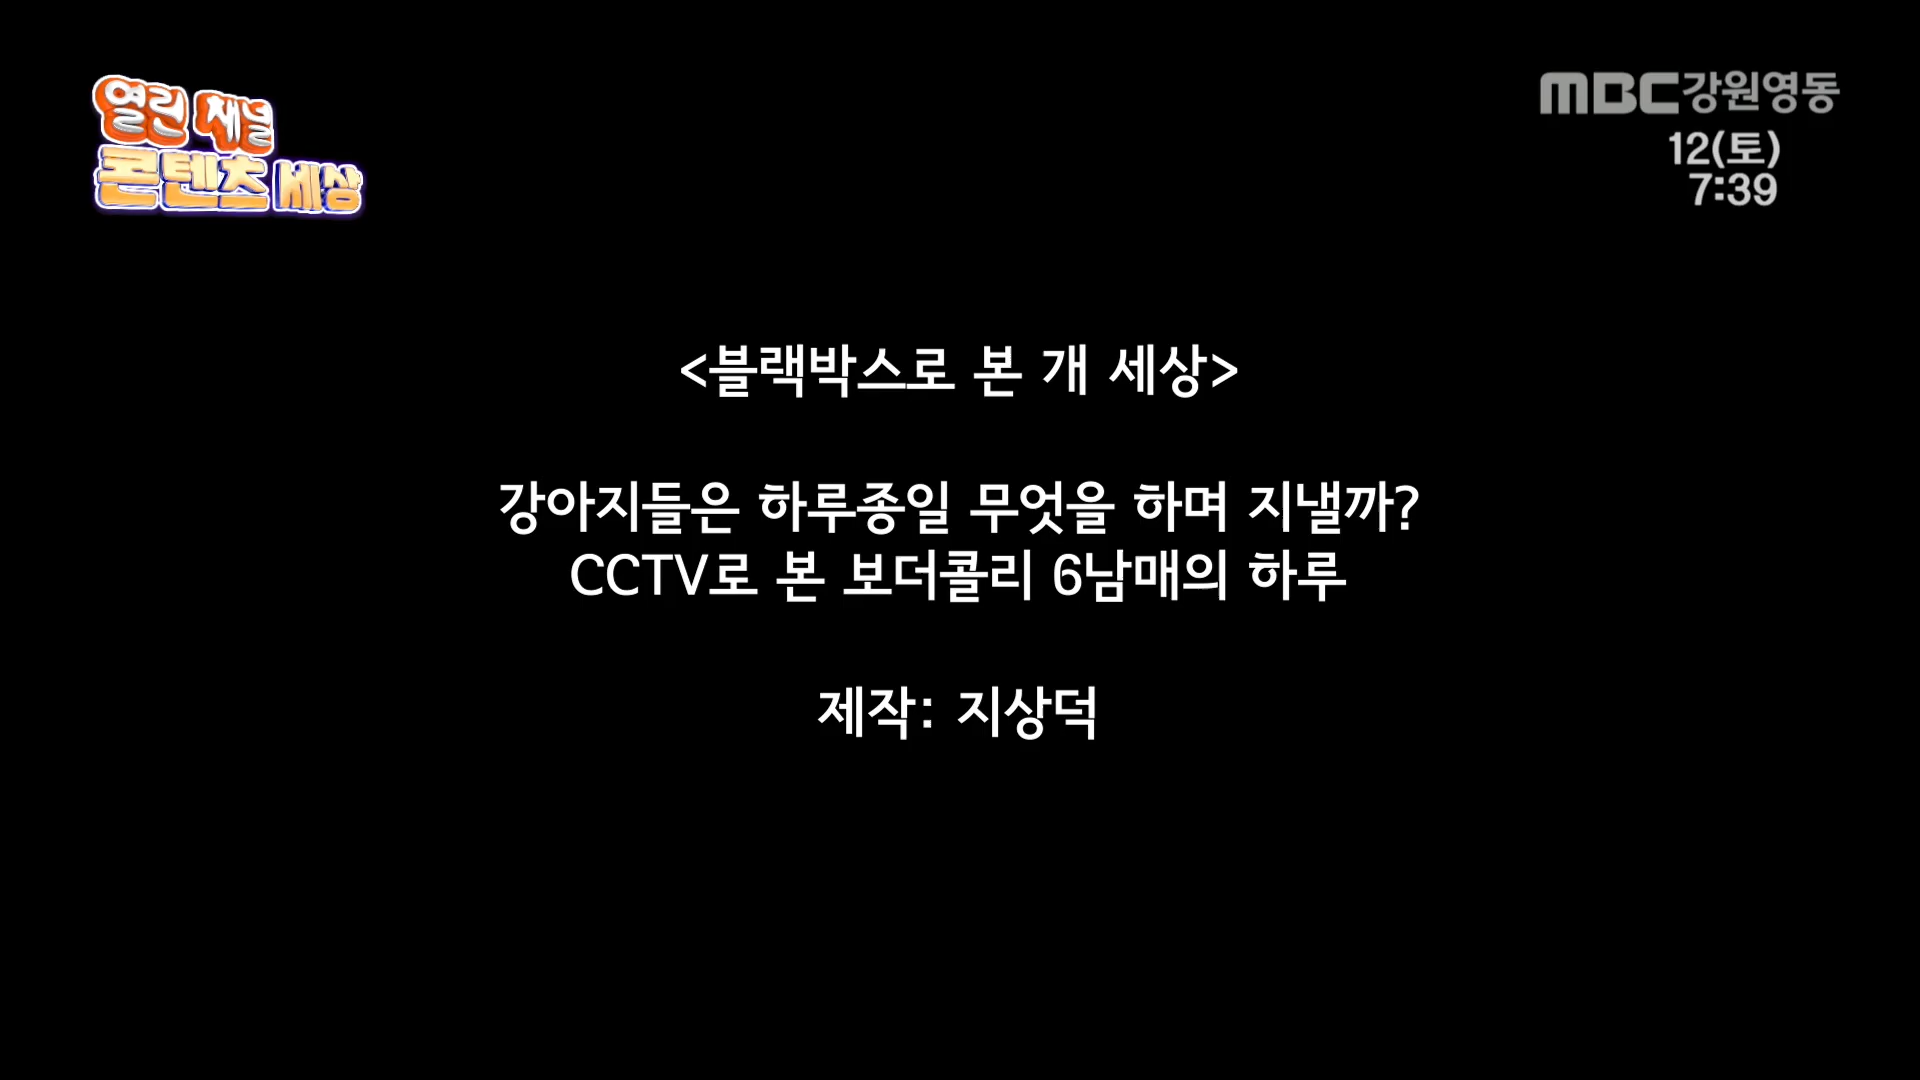 열린 채널
콘텐츠 세상
MBC강원영동
12(토)
7:39
<블랙박스로 본 개 세상>
강아지들은 하루종일 무엇을 하며 지낼까?
CCTV로 본 보더콜리 6남매의 하루
제작: 지상덕